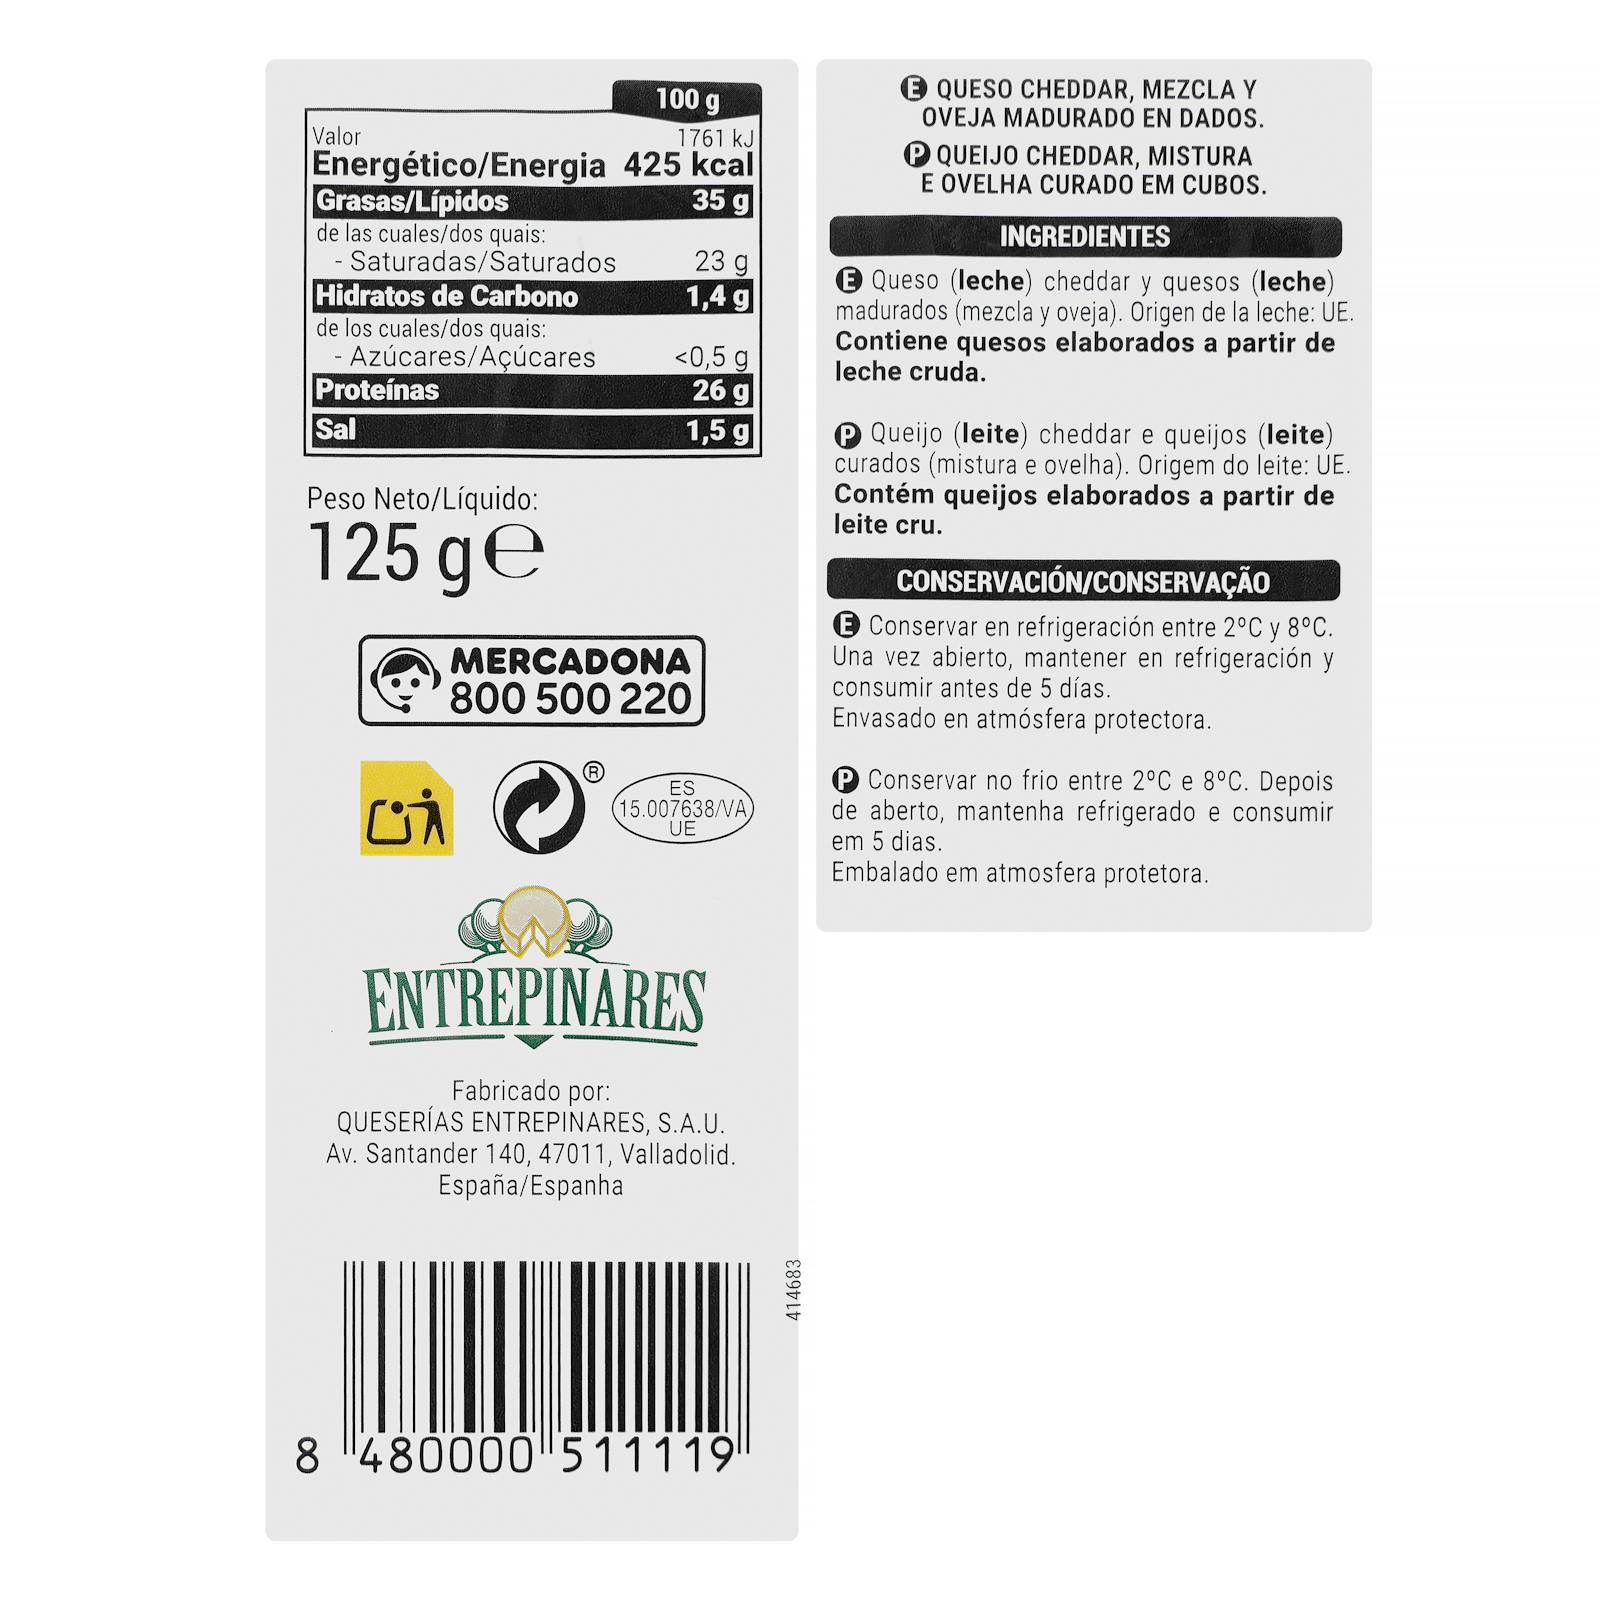 100 g
Valor 1761 kJ
Energético/Energia 425 kcal
Grasas/Lípidos 35 g
de las cuales/dos quais:
- Saturadas/Saturados 23 g
Hidratos de Carbono 1,4 g
de los cuales/dos quais:
- Azúcares/Açúcares <0,5 g
Proteínas 26 g
Sal 1,5 g
Peso Neto/Líquido:
125 g ℮
MERCADONA
800 500 220
®
ES
15.007638/VA
UE
ENTREPINARES
Fabricado por:
QUESERÍAS ENTREPINARES, S.A.U.
Av. Santander 140, 47011, Valladolid.
España/Espanha
414683
8 480000 511119
E QUESO CHEDDAR, MEZCLA Y
OVEJA MADURADO EN DADOS.
P QUEIJO CHEDDAR, MISTURA
E OVELHA CURADO EM CUBOS.
INGREDIENTES
E Queso (leche) cheddar y quesos (leche)
madurados (mezcla y oveja). Origen de la leche: UE.
Contiene quesos elaborados a partir de
leche cruda.
P Queijo (leite) cheddar e queijos (leite)
curados (mistura e ovelha). Origem do leite: UE.
Contém queijos elaborados a partir de
leite cru.
CONSERVACIÓN/CONSERVAÇÃO
E Conservar en refrigeración entre 2ºC y 8ºC.
Una vez abierto, mantener en refrigeración y
consumir antes de 5 días.
Envasado en atmósfera protectora.
P Conservar no frio entre 2ºC e 8ºC. Depois
de aberto, mantenha refrigerado e consumir
em 5 dias.
Embalado em atmosfera protetora.